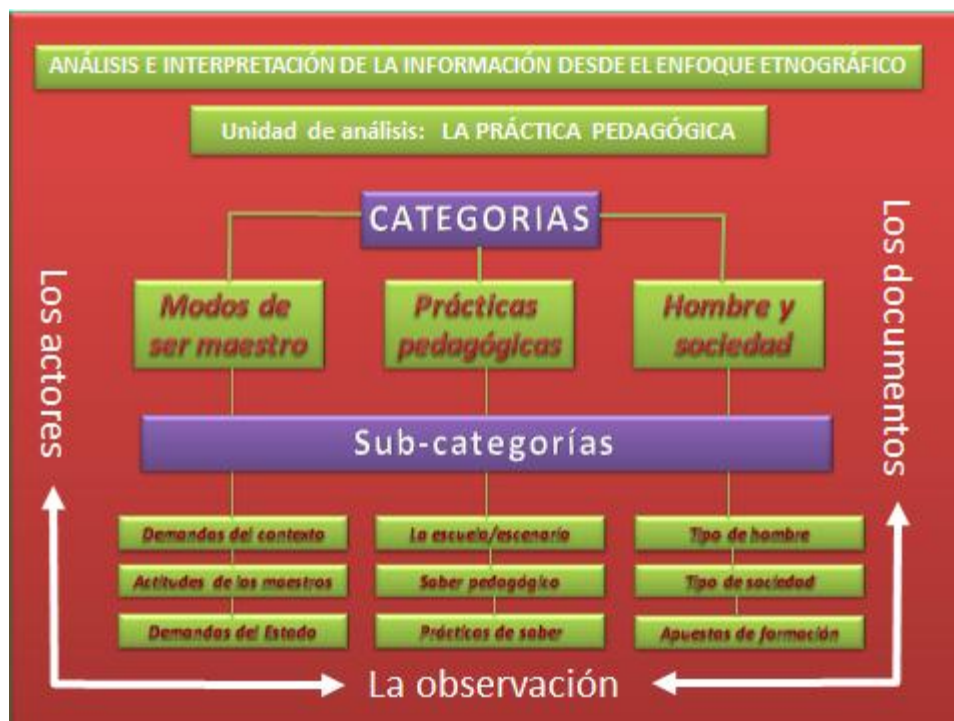 ANÁLISIS E INTERPRETACIÓN DE LA INFORMACIÓN DESDE EL ENFOQUE ETNOGRÁFICO
Unidad de análisis: LA PRÁCTICA PEDAGÓGICA
CATEGORIAS
Modos de
ser maestro
Prácticas
pedagógicas
Hombre y
sociedad
Sub-categorías
Demandas del contexto
Actitudes de los maestros
Demandas del Estado
La escuela/escenario
Saber pedagógico
Prácticas de saber
Tipo de hombre
Tipo de sociedad
Apuestas de formación
Los actores
La observación
Los documentos